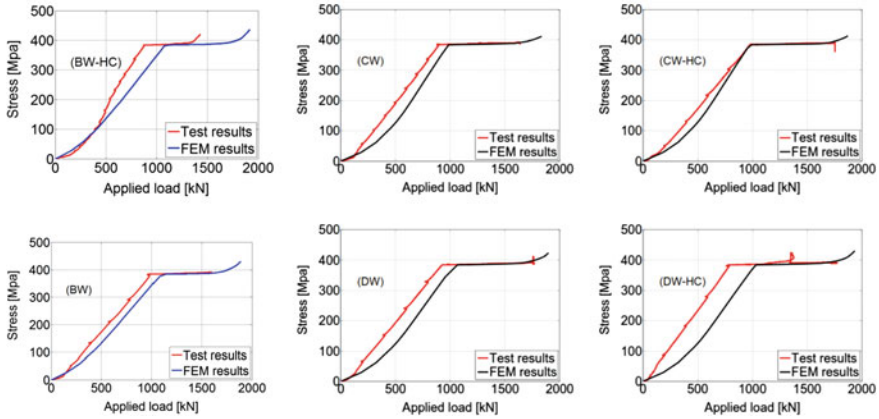 Stress [Mpa]
500
400
300
200
100
0
(BW-HC)
Test results
FEM results
0 500 1000 1500 2000
Applied load [kN]
Stress [Mpa]
500
400
300
200
100
0
(CW)
Test results
FEM results
0 500 1000 1500 2000
Applied load [kN]
Stress [Mpa]
500
400
300
200
100
0
(CW-HC)
Test results
FEM results
0 500 1000 1500 2000
Applied load [kN]
Stress [Mpa]
500
400
300
200
100
0
(BW)
Test results
FEM results
0 500 1000 1500 2000
Applied load [kN]
Stress [Mpa]
500
400
300
200
100
0
(DW)
Test results
FEM results
0 500 1000 1500 2000
Applied load [kN]
Stress [Mpa]
500
400
300
200
100
0
(DW-HC)
Test results
FEM results
0 500 1000 1500 2000
Applied load [kN]